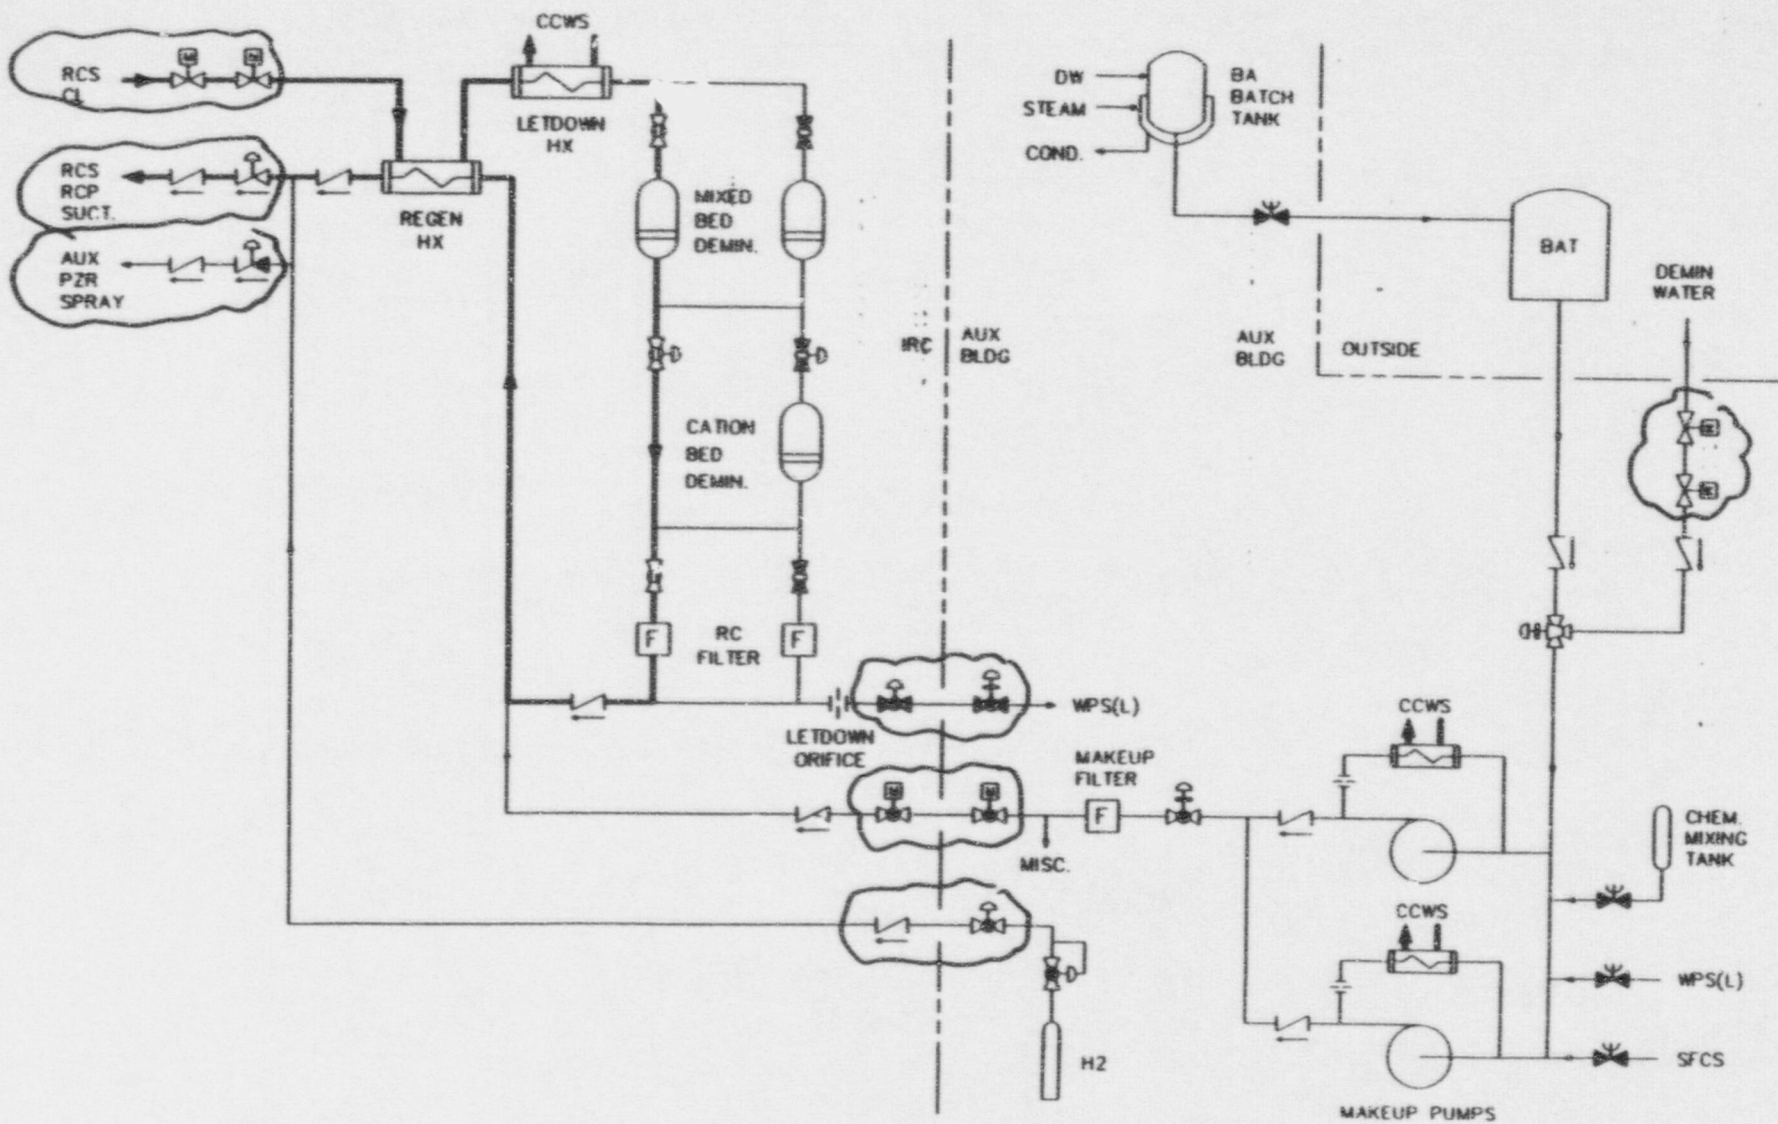 CCWS
RCS
CL
LETDOWN
HX
DW
STEAM
COND.
BA
BATCH
TANK
RCS
RCP
SUCT.
REGEN
HX
MIXED
BED
DEMIN.
AUX
PZR
SPRAY
BAT
DEMIN
WATER
IRC
AUX
BLDG
AUX
BLDG
OUTSIDE
CATION
BED
DEMIN.
F
RC
FILTER
F
WPS(L)
LETDOWN
ORIFICE
MAKEUP
FILTER
F
MISC.
CCWS
CHEM.
MIXING
TANK
CCWS
WPS(L)
H2
SFCS
MAKEUP PUMPS
M
M
M
M